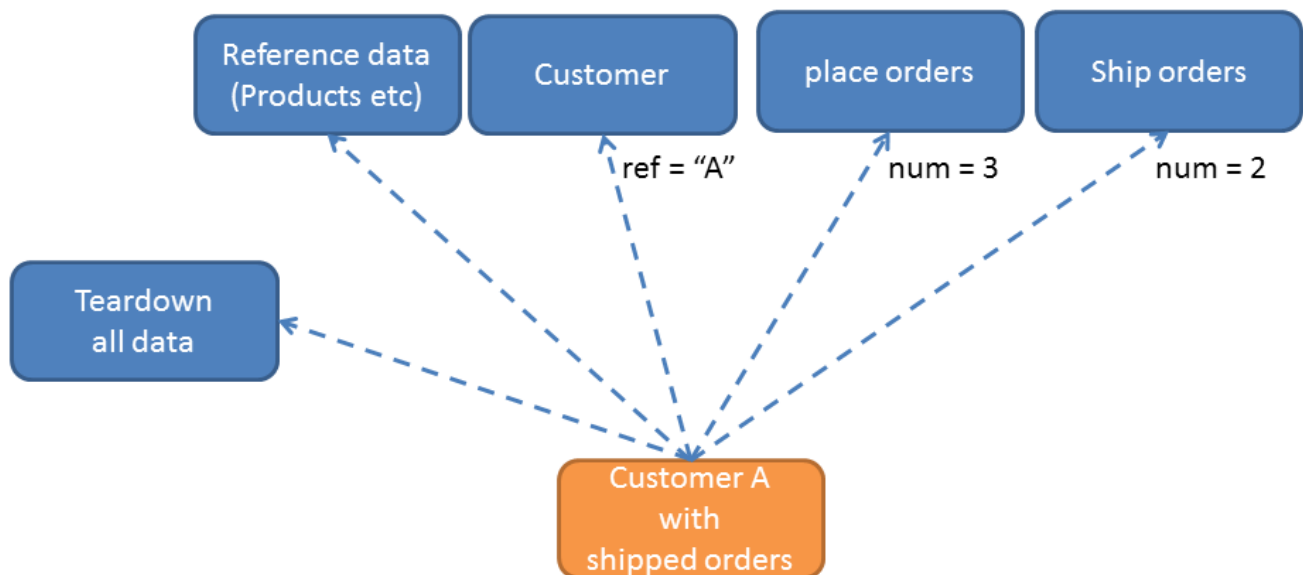 Reference data
(Products etc)
Customer
place orders
Ship orders
ref = “A”
num = 3
num = 2
Teardown
all data
Customer A
with
shipped orders